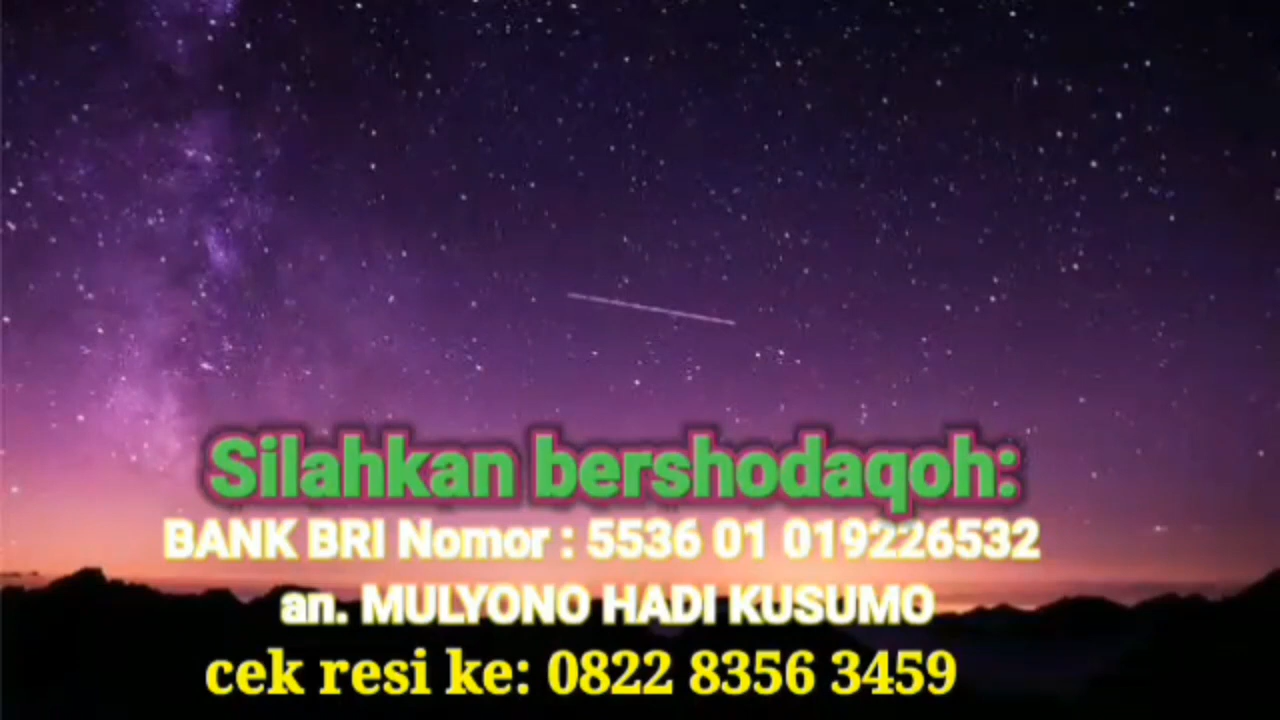 Silahkan bershodaqoh:
BANK BRI Nomor : 5536 01 019226532
an. MULYONO HADI KUSUMO
cek resi ke: 0822 8356 3459